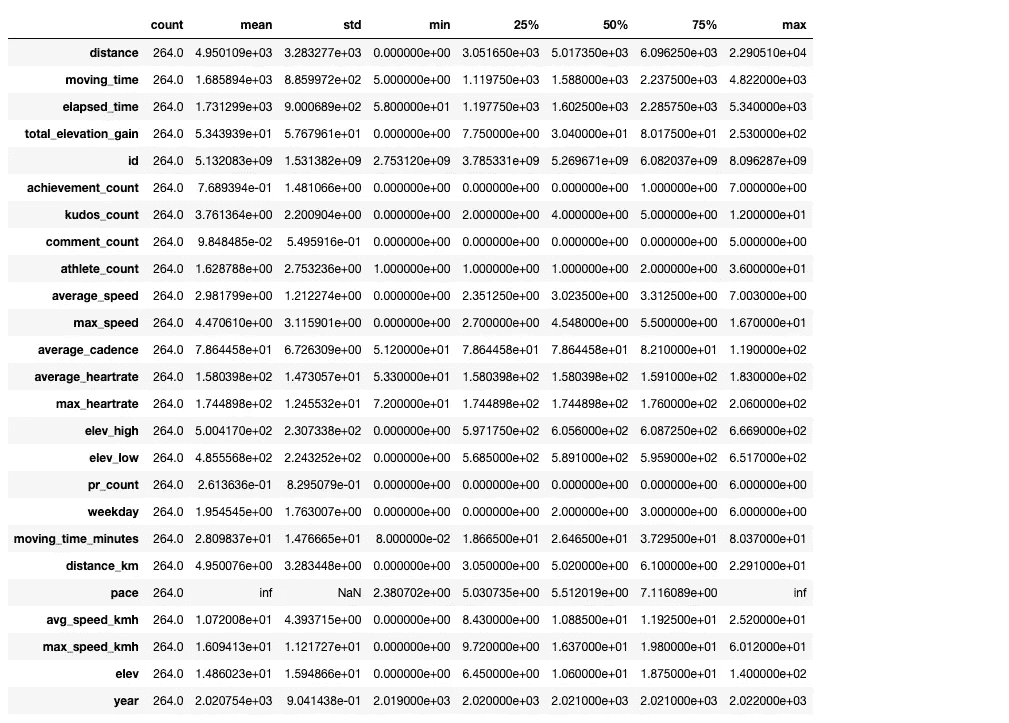 count mean std min 25% 50% 75% max
distance 264.0 4.950109e+03 3.283277e+03 0.000000e+00 3.051650e+03 5.017350e+03 6.096250e+03 2.290510e+04
moving_time 264.0 1.685894e+03 8.859972e+02 5.000000e+00 1.119750e+03 1.588000e+03 2.237500e+03 4.822000e+03
elapsed_time 264.0 1.731299e+03 9.000689e+02 5.800000e+01 1.197750e+03 1.602500e+03 2.285750e+03 5.340000e+03
total_elevation_gain 264.0 5.343939e+01 5.767961e+01 0.000000e+00 7.750000e+00 3.040000e+01 8.017500e+01 2.530000e+02
id 264.0 5.132083e+09 1.531382e+09 2.753120e+09 3.785331e+09 5.269671e+09 6.082037e+09 8.096287e+09
achievement_count 264.0 7.689394e-01 1.481066e+00 0.000000e+00 0.000000e+00 0.000000e+00 1.000000e+00 7.000000e+00
kudos_count 264.0 3.761364e+00 2.200904e+00 0.000000e+00 2.000000e+00 4.000000e+00 5.000000e+00 1.200000e+01
comment_count 264.0 9.848485e-02 5.495916e-01 0.000000e+00 0.000000e+00 0.000000e+00 0.000000e+00 5.000000e+00
athlete_count 264.0 1.628788e+00 2.753236e+00 1.000000e+00 1.000000e+00 1.000000e+00 2.000000e+00 3.600000e+01
average_speed 264.0 2.981799e+00 1.212274e+00 0.000000e+00 2.351250e+00 3.023500e+00 3.312500e+00 7.003000e+00
max_speed 264.0 4.470610e+00 3.115901e+00 0.000000e+00 2.700000e+00 4.548000e+00 5.500000e+00 1.670000e+01
average_cadence 264.0 7.864458e+01 6.726309e+00 5.120000e+01 7.864458e+01 7.864458e+01 8.210000e+01 1.190000e+02
average_heartrate 264.0 1.580398e+02 1.473057e+01 5.330000e+01 1.580398e+02 1.580398e+02 1.591000e+02 1.830000e+02
max_heartrate 264.0 1.744898e+02 1.245532e+01 7.200000e+01 1.744898e+02 1.744898e+02 1.760000e+02 2.060000e+02
elev_high 264.0 5.004170e+02 2.307338e+02 0.000000e+00 5.971750e+02 6.056000e+02 6.087250e+02 6.669000e+02
elev_low 264.0 4.855568e+02 2.243252e+02 0.000000e+00 5.685000e+02 5.891000e+02 5.959000e+02 6.517000e+02
pr_count 264.0 2.613636e-01 8.295079e-01 0.000000e+00 0.000000e+00 0.000000e+00 0.000000e+00 6.000000e+00
weekday 264.0 1.954545e+00 1.763007e+00 0.000000e+00 0.000000e+00 2.000000e+00 3.000000e+00 6.000000e+00
moving_time_minutes 264.0 2.809837e+01 1.476665e+01 8.000000e-02 1.866500e+01 2.646500e+01 3.729500e+01 8.037000e+01
distance_km 264.0 4.950076e+00 3.283448e+00 0.000000e+00 3.050000e+00 5.020000e+00 6.100000e+00 2.291000e+01
pace 264.0 inf NaN 2.380702e+00 5.030735e+00 5.512019e+00 7.116089e+00 inf
avg_speed_kmh 264.0 1.072008e+01 4.393715e+00 0.000000e+00 8.430000e+00 1.088500e+01 1.192500e+01 2.520000e+01
max_speed_kmh 264.0 1.609413e+01 1.121727e+01 0.000000e+00 9.720000e+00 1.637000e+01 1.980000e+01 6.012000e+01
elev 264.0 1.486023e+01 1.594866e+01 0.000000e+00 6.450000e+00 1.060000e+01 1.875000e+01 1.400000e+02
year 264.0 2.020754e+03 9.041438e-01 2.019000e+03 2.020000e+03 2.021000e+03 2.021000e+03 2.022000e+03